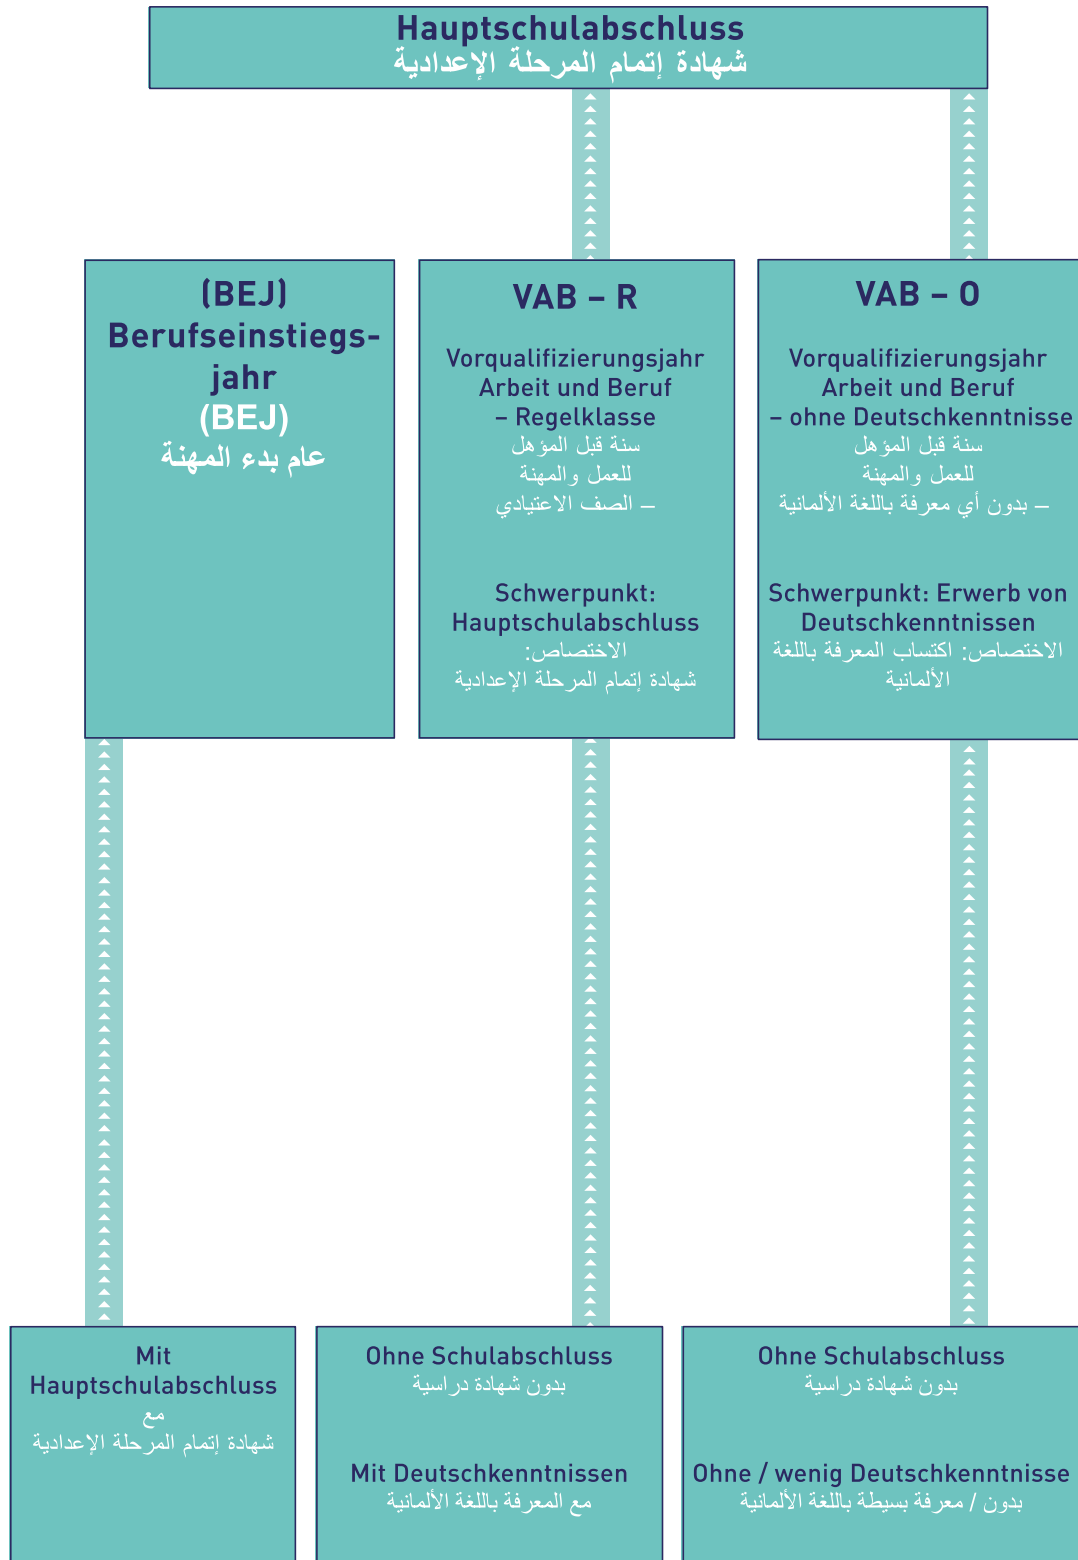 Hauptschulabschluss
شهادة إتمام المرحلة الإعدادية
(BEJ)
Berufseinstiegs-
jahr
(BEJ)
عام بدء المهنة
VAB – R
Vorqualifizierungsjahr
Arbeit und Beruf
– Regelklasse
سنة قبل المؤهل
للعمل والمهنة
– الصف الاعتيادي
Schwerpunkt:
Hauptschulabschluss
الاختصاص:
شهادة إتمام المرحلة الإعدادية
VAB – O
Vorqualifizierungsjahr
Arbeit und Beruf
– ohne Deutschkenntnisse
سنة قبل المؤهل
للعمل والمهنة
– بدون أي معرفة باللغة الألمانية
Schwerpunkt: Erwerb von
Deutschkenntnissen
الاختصاص: اكتساب المعرفة باللغة
الألمانية
Mit
Hauptschulabschluss
مع
شهادة إتمام المرحلة الإعدادية
Ohne Schulabschluss
بدون شهادة دراسية
Mit Deutschkenntnissen
مع المعرفة باللغة الألمانية
Ohne Schulabschluss
بدون شهادة دراسية
Ohne / wenig Deutschkenntnisse
بدون / معرفة بسيطة باللغة الألمانية